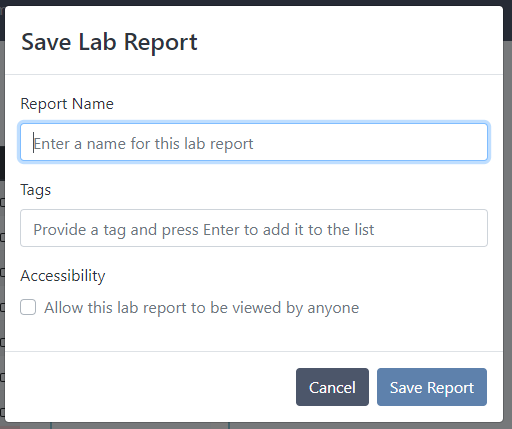 Save Lab Report
Report Name
Enter a name for this lab report
Tags
Provide a tag and press Enter to add it to the list
Accessibility
Allow this lab report to be viewed by anyone
Cancel
Save Report